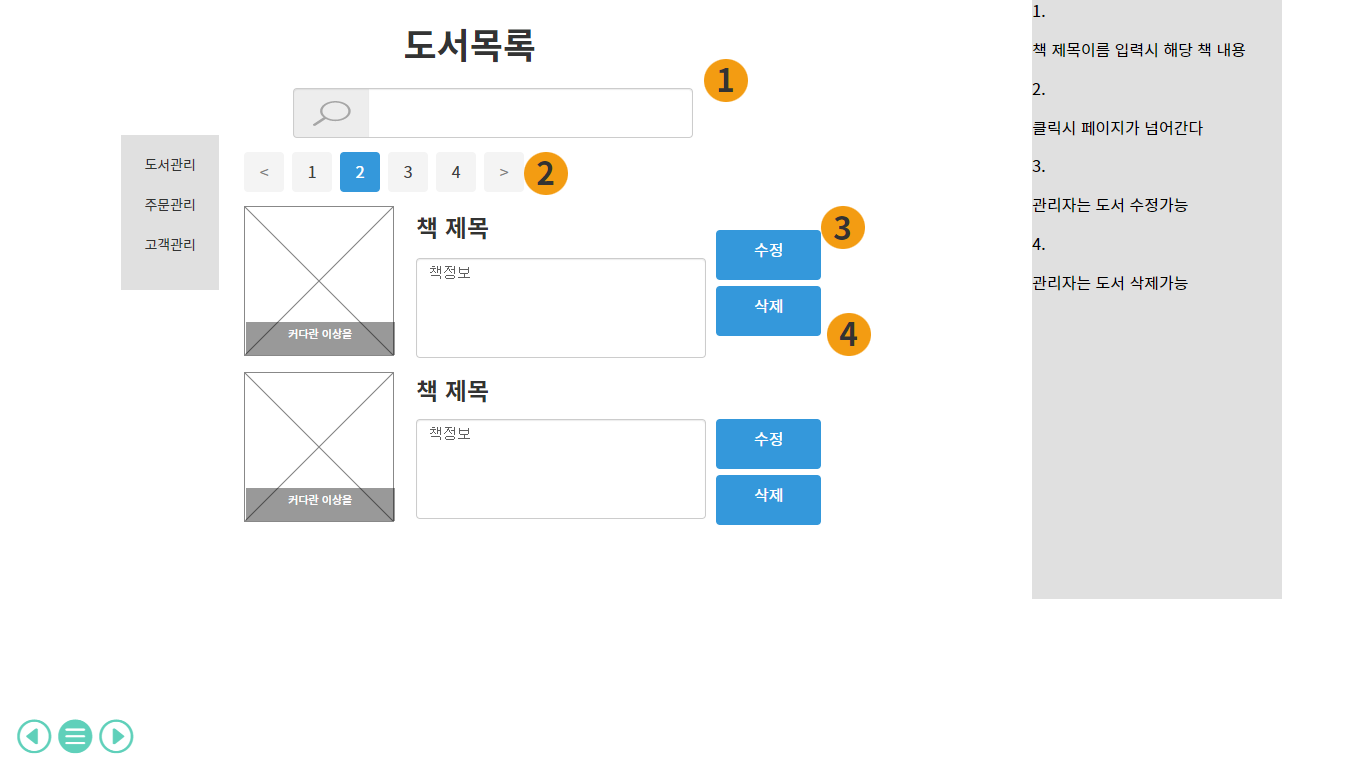 도서목록
1
도서관리
주문관리
고객관리
< 1 2 3 4 > 2
책 제목
책정보
수정
3
삭제
4
커다란 이상을
책 제목
책정보
수정
삭제
커다란 이상을
1.
책 제목이름 입력시 해당 책 내용
2.
클릭시 페이지가 넘어간다
3.
관리자는 도서 수정가능
4.
관리자는 도서 삭제가능